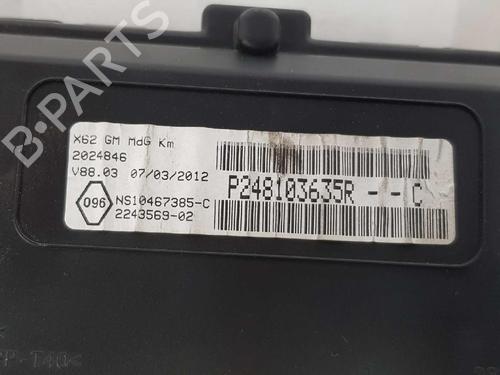 B-PARTS
X62 GM MdG Km
2024846
V88.03 07/03/2012
P248103635R - - C
096
NS10467385-C
2243569-02